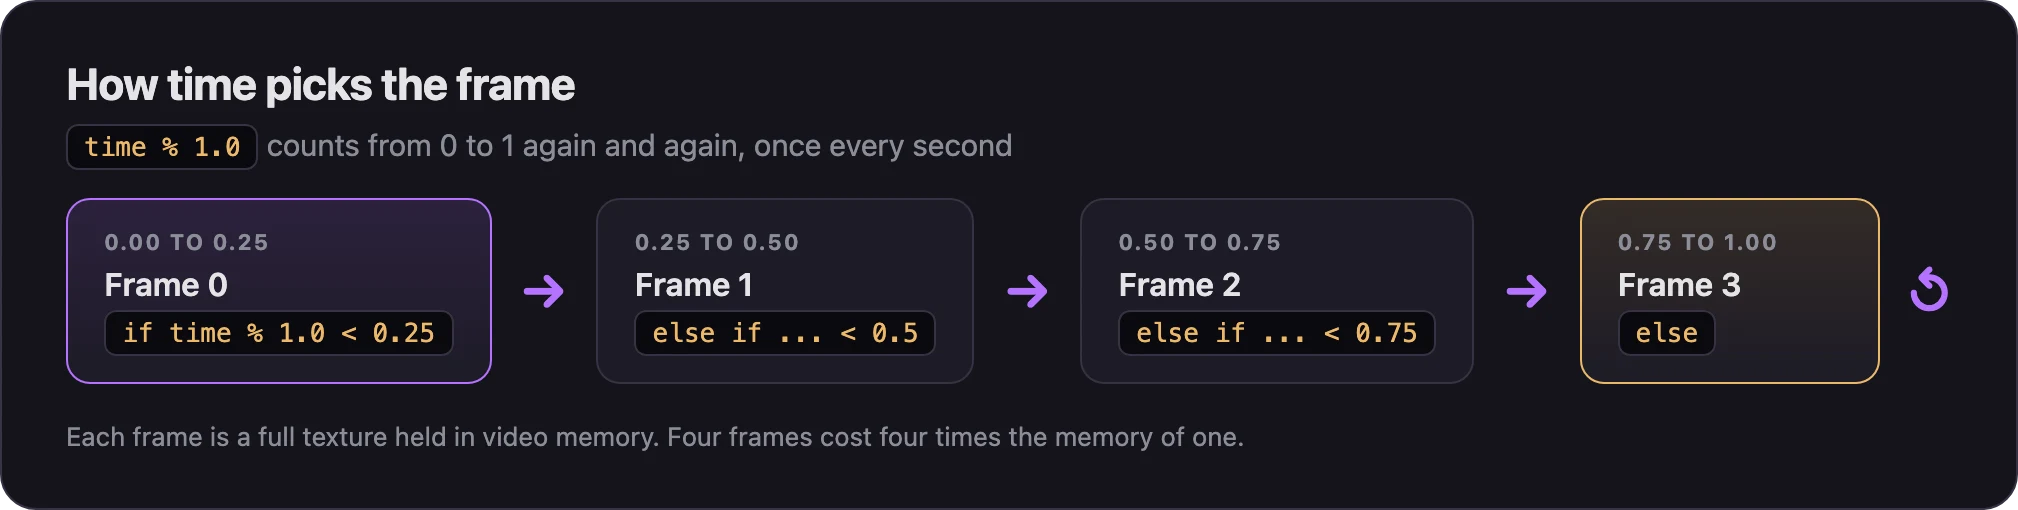 How time picks the frame
time % 1.0 counts from 0 to 1 again and again, once every second
0.00 TO 0.25
Frame 0
if time % 1.0 < 0.25
0.25 TO 0.50
Frame 1
else if ... < 0.5
0.50 TO 0.75
Frame 2
else if ... < 0.75
0.75 TO 1.00
Frame 3
else
Each frame is a full texture held in video memory. Four frames cost four times the memory of one.